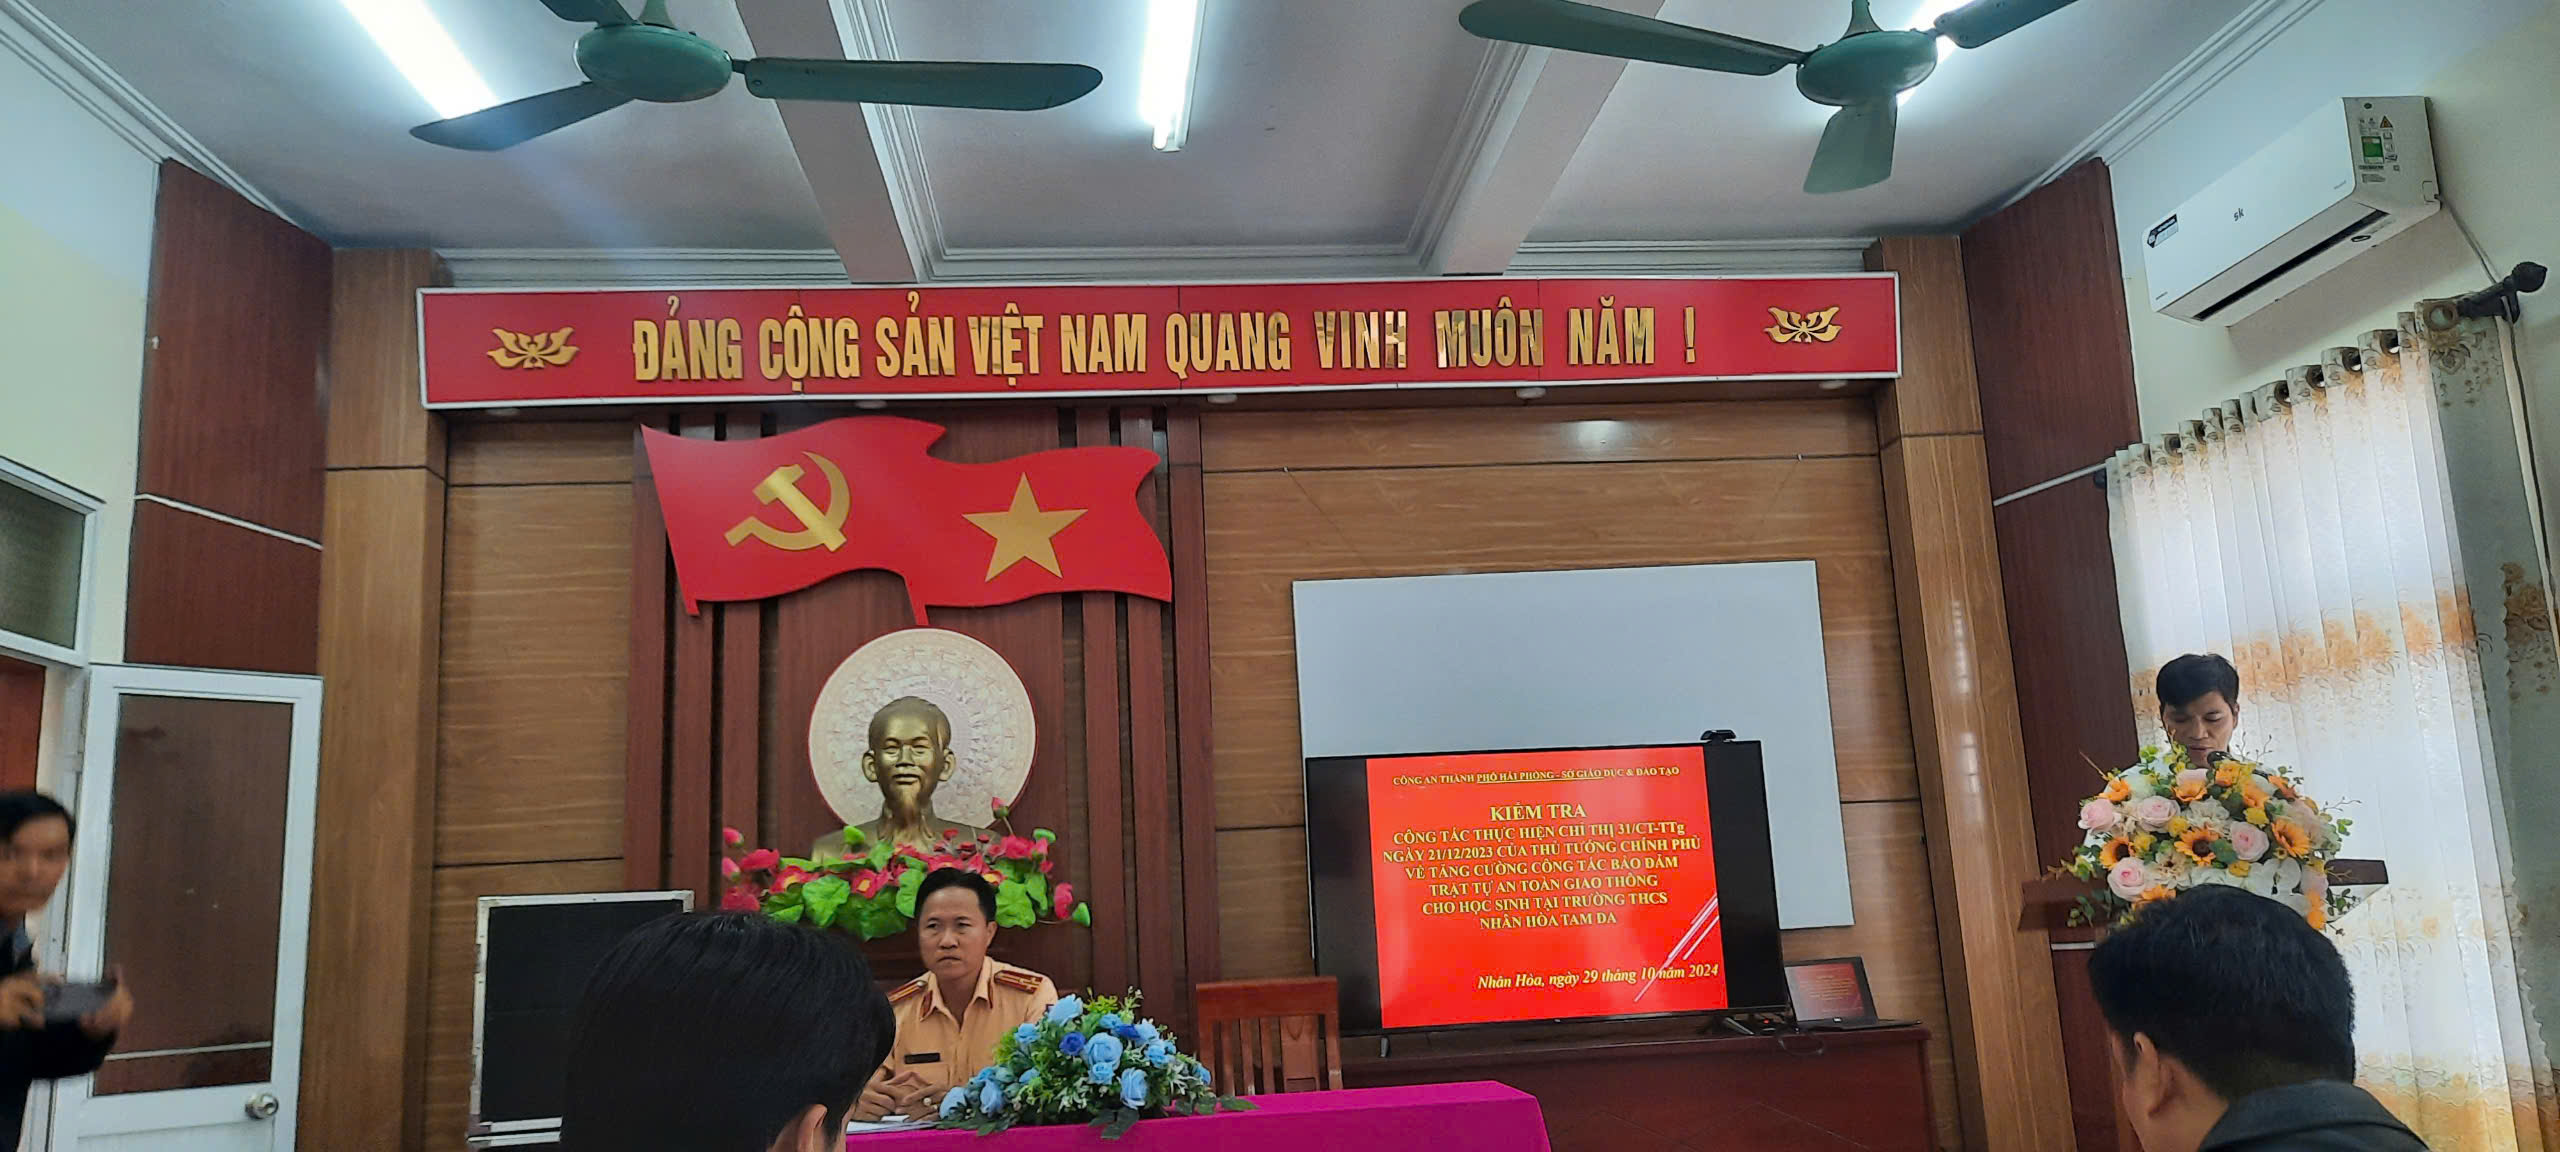 ĐẢNG CỘNG SẢN VIỆT NAM QUANG VINH MUÔN NĂM !
sk
CÔNG AN THÀNH PHỐ HẢI PHÒNG - SỞ GIÁO DỤC & ĐÀO TẠO
KIỂM TRA
CÔNG TÁC THỰC HIỆN CHỈ THỊ 31/CT-TTg
NGÀY 21/12/2023 CỦA THỦ TƯỚNG CHÍNH PHỦ
VỀ TĂNG CƯỜNG CÔNG TÁC BẢO ĐẢM
TRẬT TỰ AN TOÀN GIAO THÔNG
CHO HỌC SINH TẠI TRƯỜNG THCS
NHÂN HÒA TAM ĐA
Nhân Hòa, ngày 29 tháng 10 năm 2024